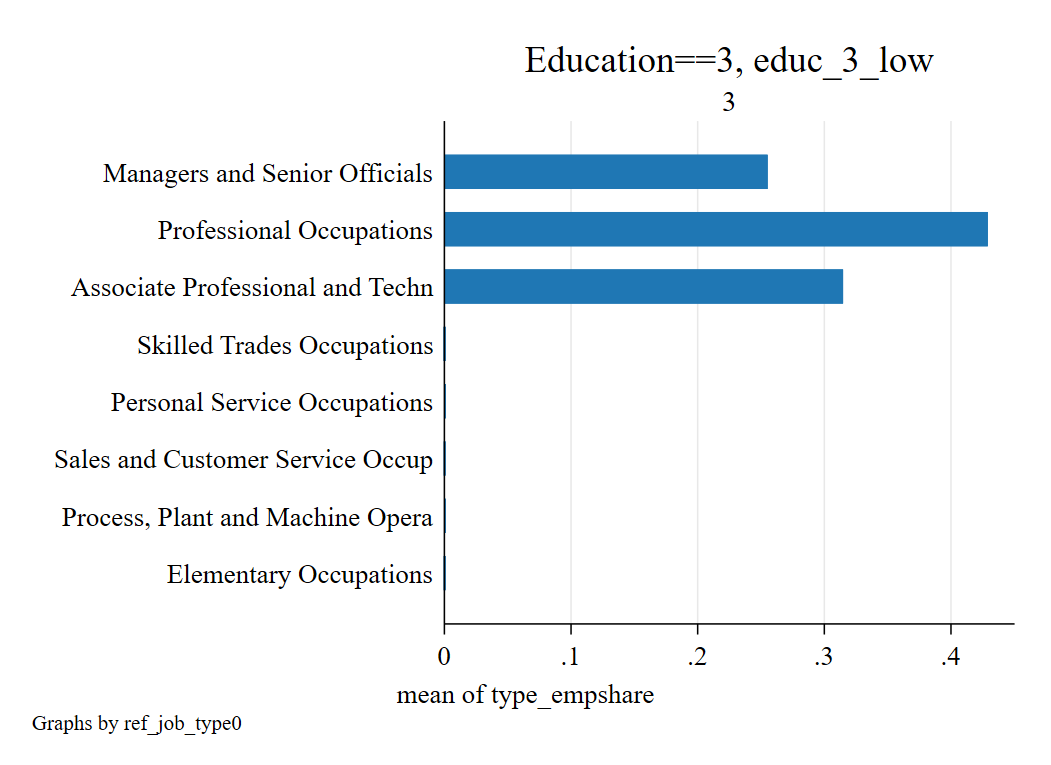 Education==3, educ_3_low
3
Managers and Senior Officials
Professional Occupations
Associate Professional and Techn
Skilled Trades Occupations
Personal Service Occupations
Sales and Customer Service Occup
Process, Plant and Machine Opera
Elementary Occupations
0 .1 .2 .3 .4
mean of type_empshare
Graphs by ref_job_type0